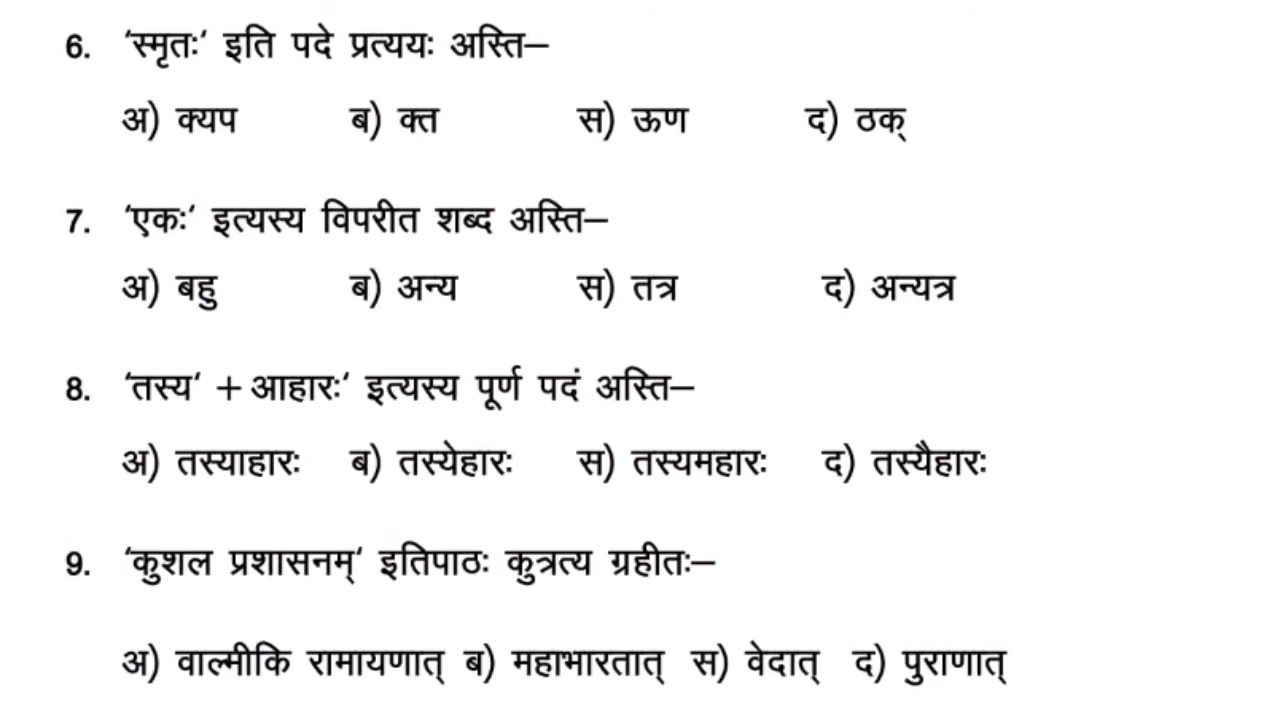 6. ‘स्मृतः‘ इति पदे प्रत्ययः अस्ति–
अ) क्यप ब) क्त स) ऊण द) ठक्
7. ‘एकः‘ इत्यस्य विपरीत शब्द अस्ति–
अ) बहु ब) अन्य स) तत्र द) अन्यत्र
8. ‘तस्य‘ + आहारः‘ इत्यस्य पूर्ण पदं अस्ति–
अ) तस्याहारः ब) तस्येहारः स) तस्यमहारः द) तस्यैहारः
9. ‘कुशल प्रशासनम्‘ इतिपाठः कुत्रत्य ग्रहीतः–
अ) वाल्मीकि रामायणात् ब) महाभारतात् स) वेदात् द) पुराणात्